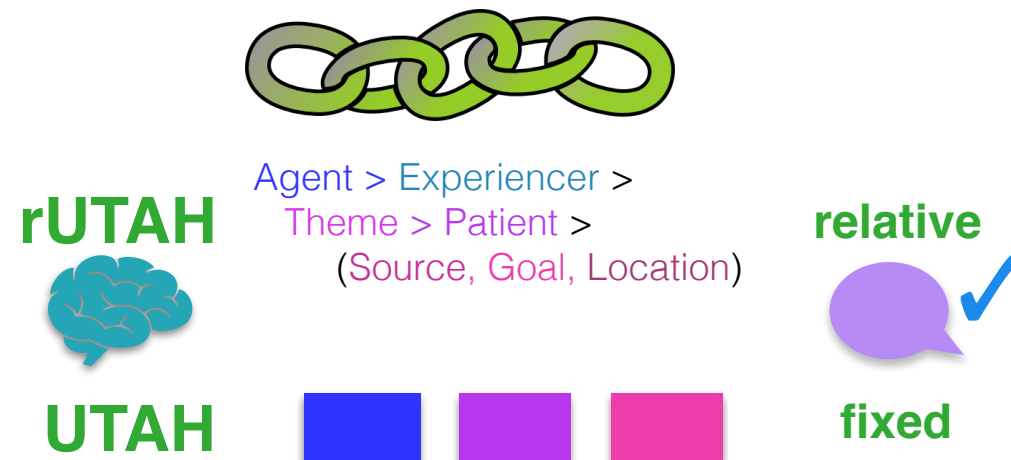 Agent > Experiencer >
rUTAH
Theme > Patient >
relative
(Source, Goal, Location)
UTAH
fixed